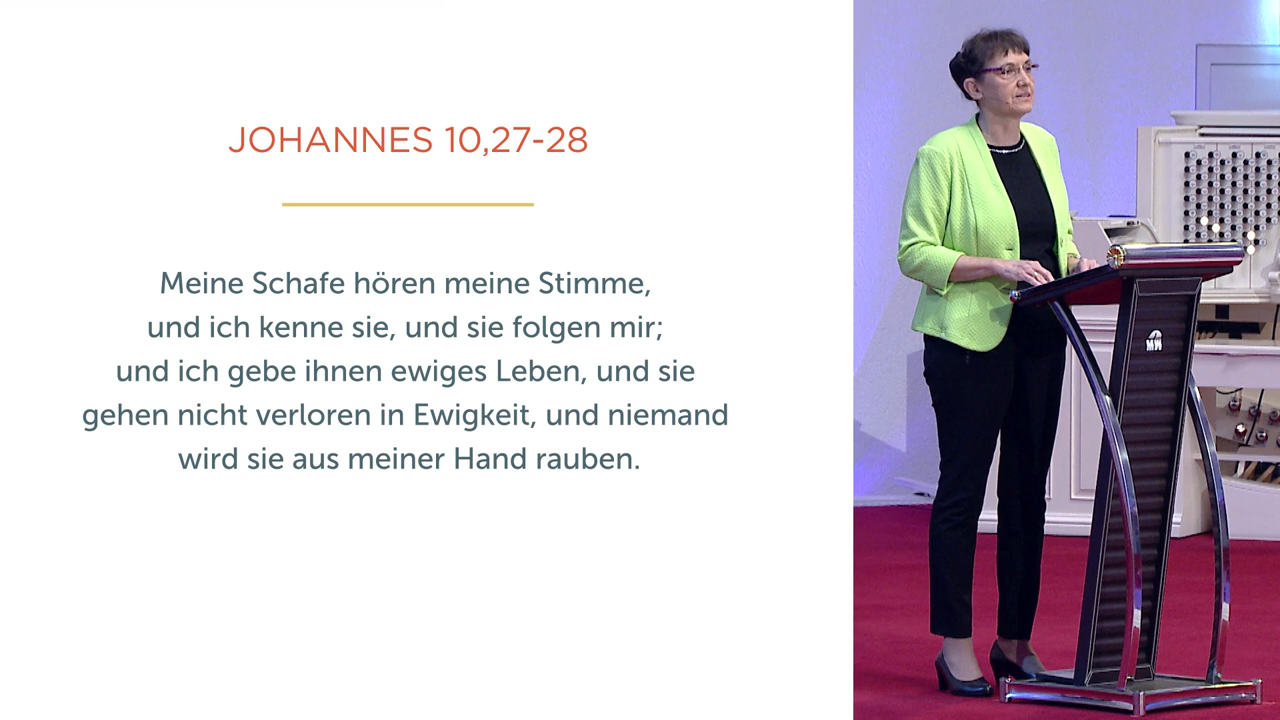 JOHANNES 10,27-28
Meine Schafe hören meine Stimme,
und ich kenne sie, und sie folgen mir;
und ich gebe ihnen ewiges Leben, und sie
gehen nicht verloren in Ewigkeit, und niemand
wird sie aus meiner Hand rauben.
MW